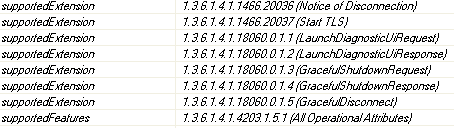 supportedExtension 1.3.6.1.4.1.1466.20036 (Notice of Disconnection)
supportedExtension 1.3.6.1.4.1.1466.20037 (Start TLS)
supportedExtension 1.3.6.1.4.1.18060.0.1.1 (LaunchDiagnosticUiRequest)
supportedExtension 1.3.6.1.4.1.18060.0.1.2 (LaunchDiagnosticUiResponse)
supportedExtension 1.3.6.1.4.1.18060.0.1.3 (GracefulShutdownRequest)
supportedExtension 1.3.6.1.4.1.18060.0.1.4 (GracefulShutdownResponse)
supportedExtension 1.3.6.1.4.1.18060.0.1.5 (GracefulDisconnect)
supportedFeatures 1.3.6.1.4.1.4203.1.5.1 (All Operational Attributes)